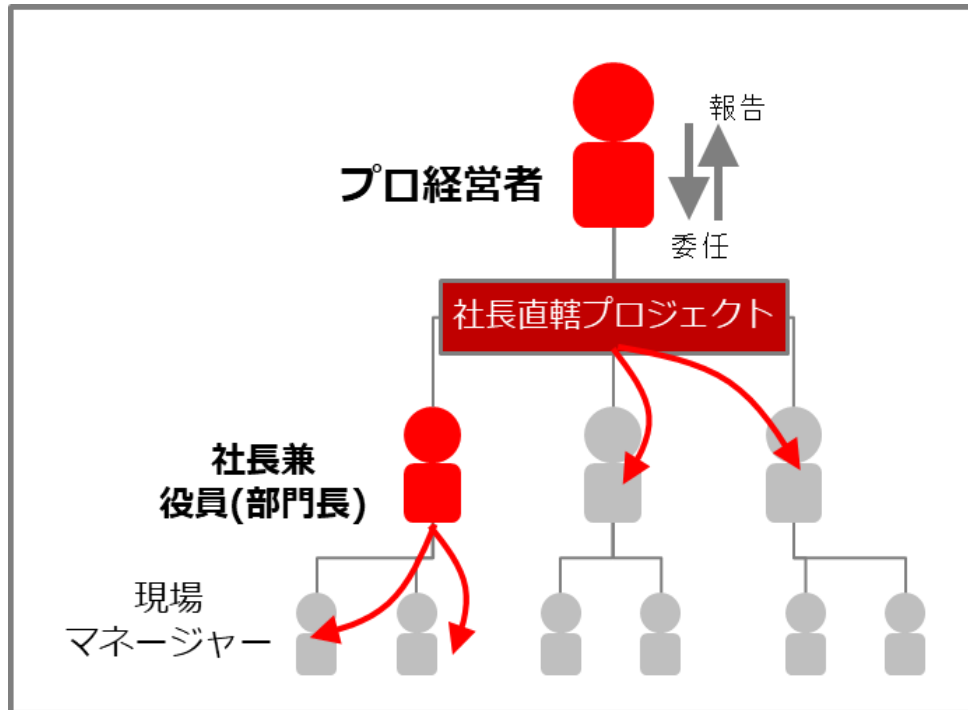 報告
プロ経営者
委任
社長直轄プロジェクト
社長兼
役員(部門長)
現場
マネージャー